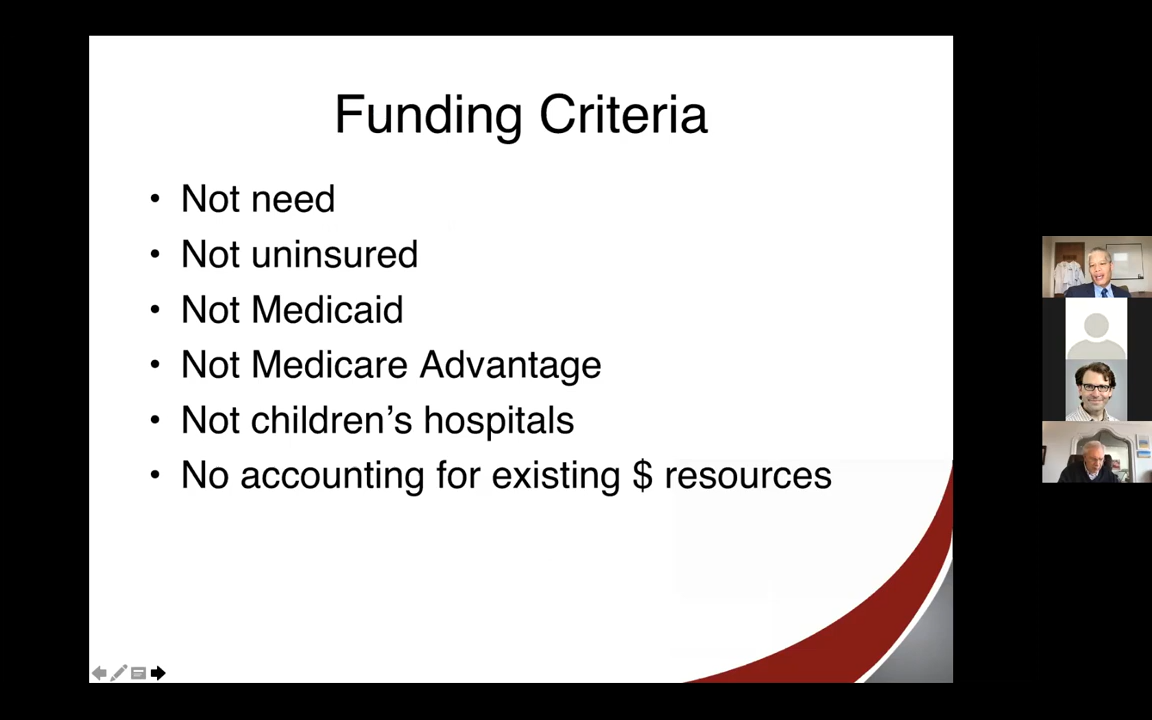 Funding Criteria
• Not need
• Not uninsured
• Not Medicaid
• Not Medicare Advantage
• Not children’s hospitals
• No accounting for existing $ resources